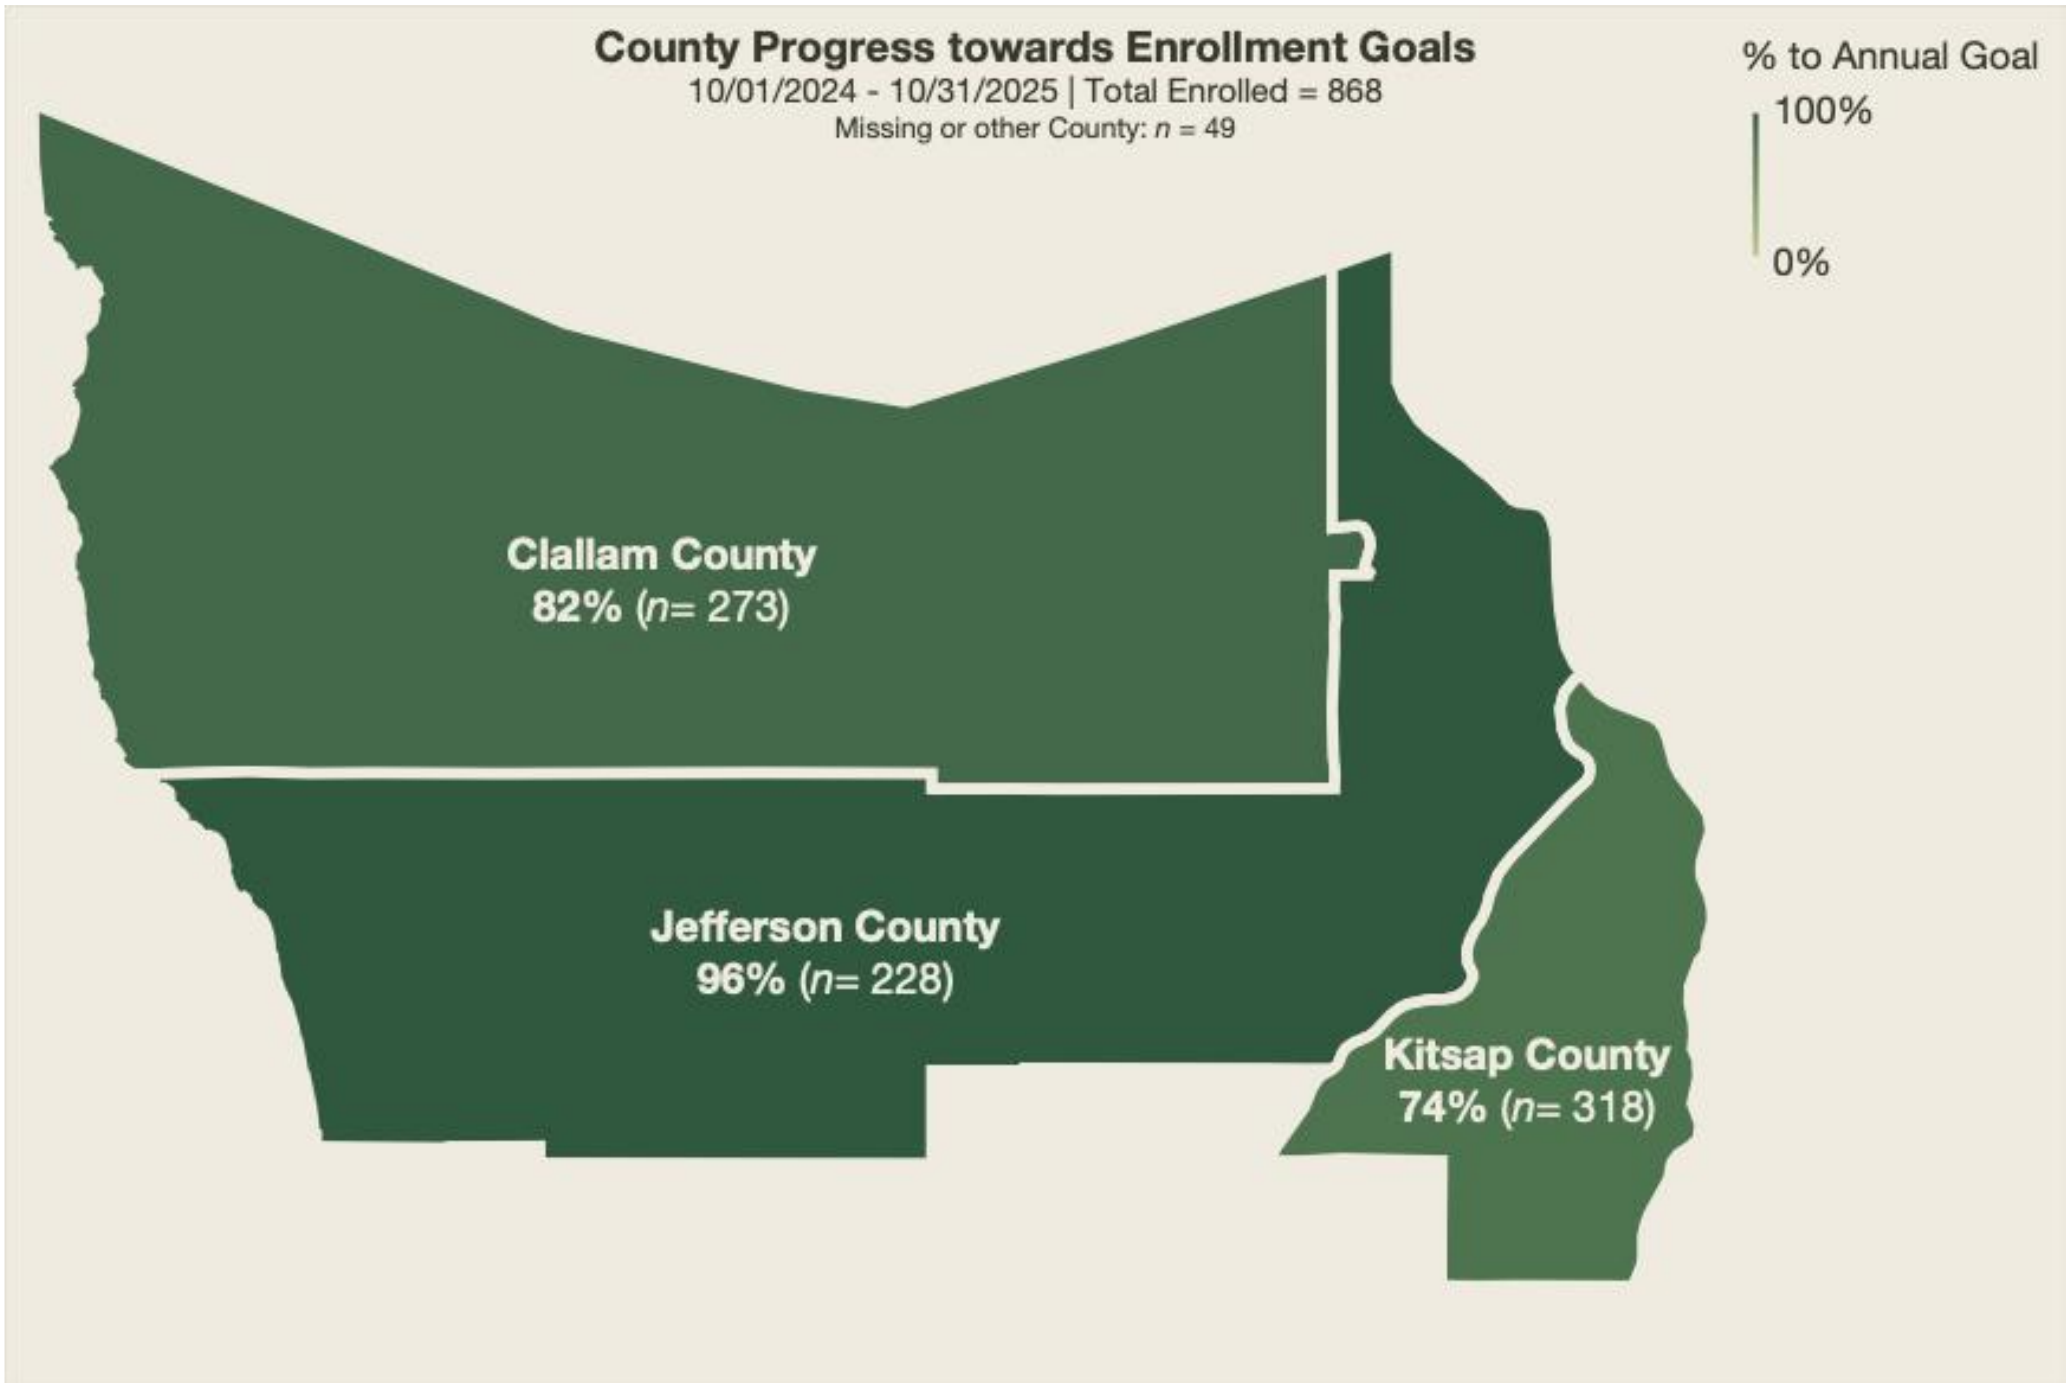 County Progress towards Enrollment Goals
10/01/2024 - 10/31/2025 | Total Enrolled = 868
Missing or other County: n = 49
% to Annual Goal
100%
0%
Clallam County
82% (n= 273)
Jefferson County
96% (n= 228)
Kitsap County
74% (n= 318)